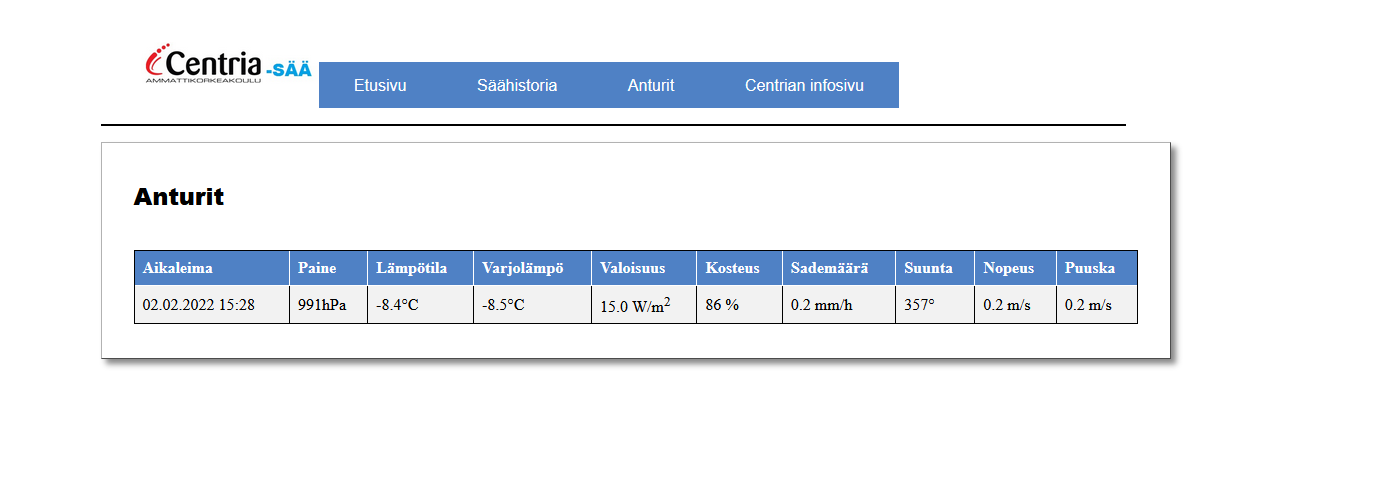 Centria -SÄÄ
AMMATTIKORKEAKOULU
Etusivu Säähistoria Anturit Centrian infosivu
Anturit
Aikaleima Paine Lämpötila Varjolämpö Valoisuus Kosteus Sademäärä Suunta Nopeus Puuska
02.02.2022 15:28 991hPa -8.4°C -8.5°C 15.0 W/m² 86 % 0.2 mm/h 357° 0.2 m/s 0.2 m/s